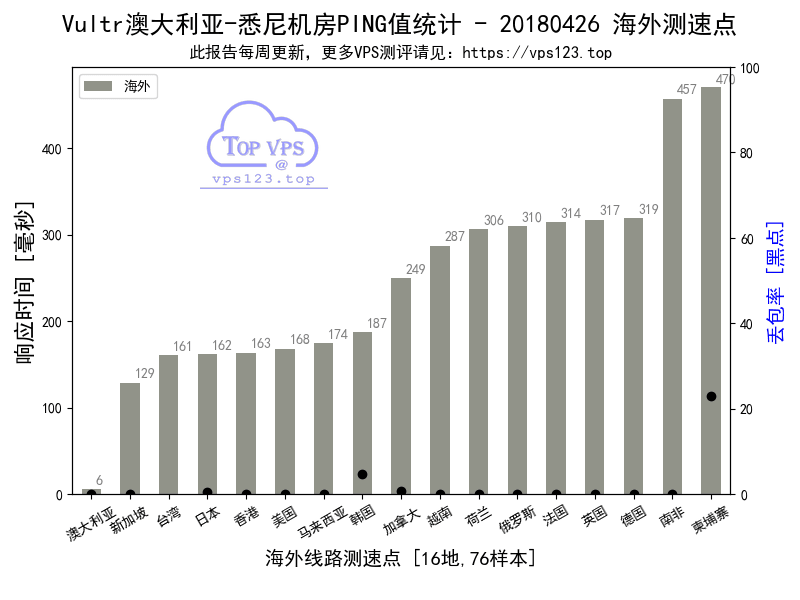 Vultr澳大利亚-悉尼机房PING值统计 - 20180426 海外测速点
此报告每周更新, 更多VPS测评请见: https://vps123.top
海外
TOP VPS
@
vps123.top
响应时间 [毫秒]
400
300
200
100
0
6
129
161
162
163
168
174
187
249
287
306
310
314
317
319
457
470
100
80
60
40
20
0
丢包率 [黑点]
澳大利亚
新加坡
台湾
日本
香港
美国
马来西亚
韩国
加拿大
越南
荷兰
俄罗斯
法国
英国
德国
南非
柬埔寨
海外线路测速点 [16地,76样本]